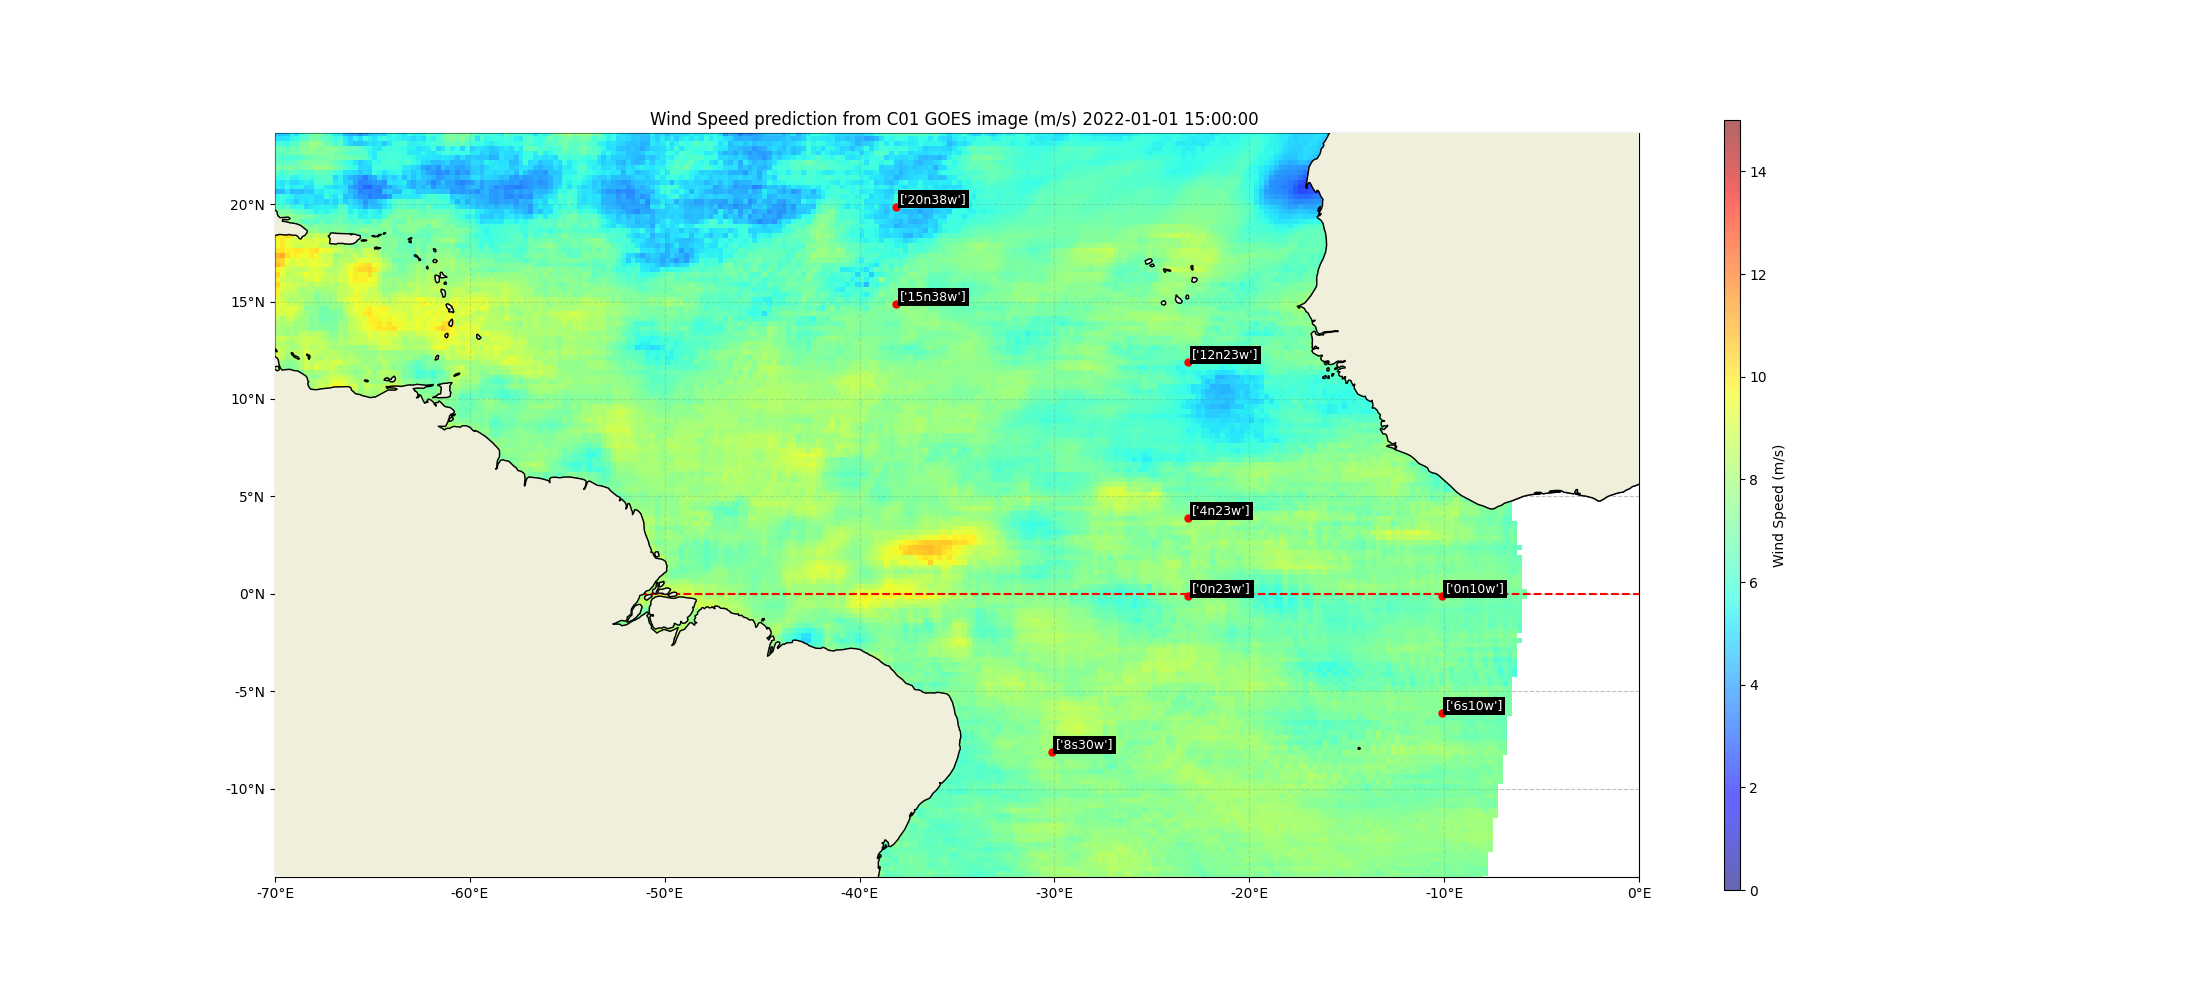 Wind Speed prediction from C01 GOES image (m/s) 2022-01-01 15:00:00
14
20°N
['20n38w']
12
15°N
['15n38w']
['12n23w']
10
10°N
Wind Speed (m/s)
8
5°N
['4n23w']
6
0°N
['0n23w']
['0n10w']
4
-5°N
['6s10w']
['8s30w']
2
-10°N
0
-70°E
-60°E
-50°E
-40°E
-30°E
-20°E
-10°E
0°E